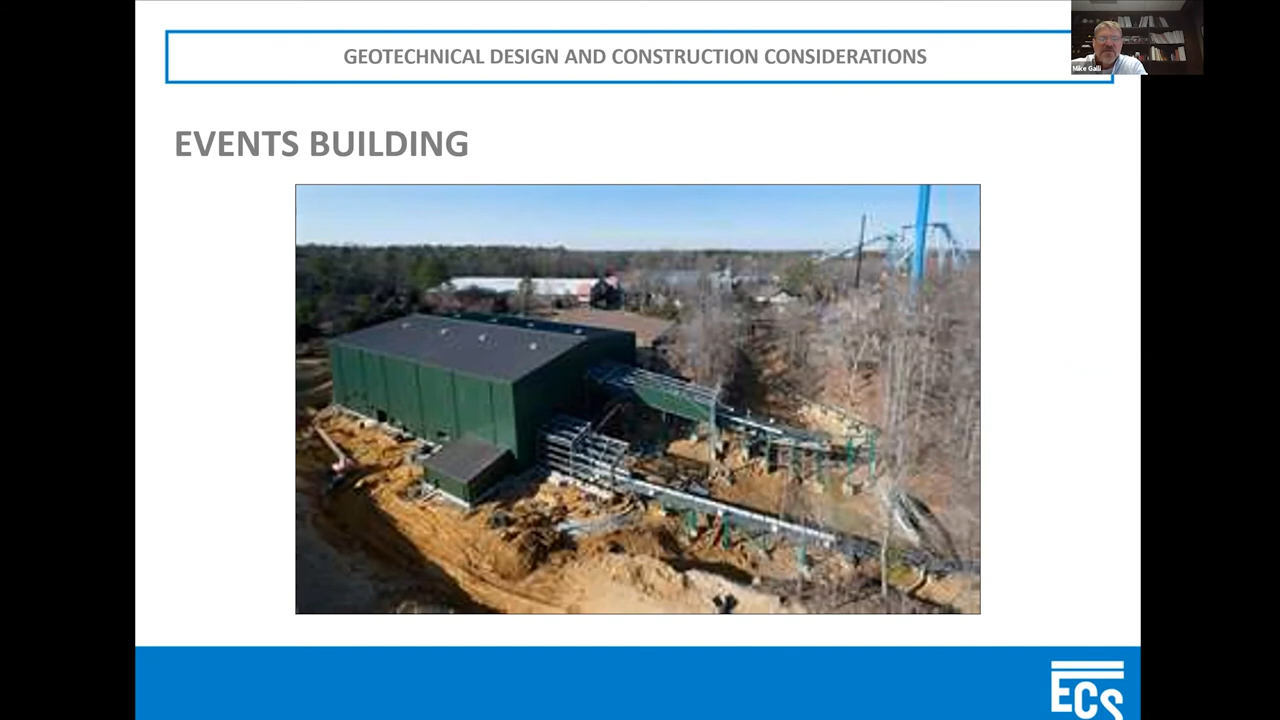 GEOTECHNICAL DESIGN AND CONSTRUCTION CONSIDERATIONS
Mike Galli
EVENTS BUILDING
ECS